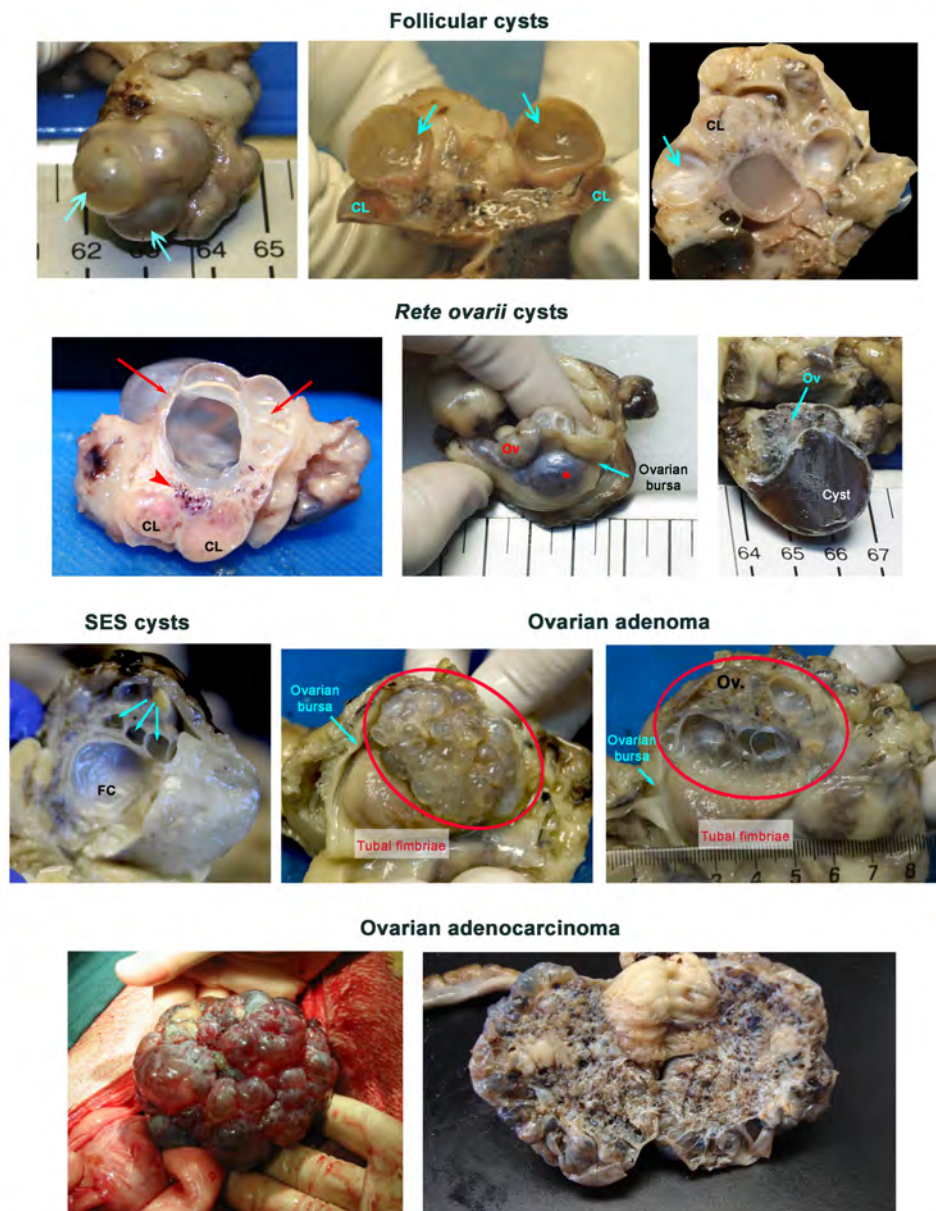 Follicular cysts
CL
CL
CL
62 63 64 65
Rete ovarii cysts
Ov
Ov
Ovarian
bursa
Cyst
CL
CL
64 65 66 67
SES cysts
Ovarian adenoma
Ovarian
bursa
Ov.
Ovarian
bursa
FC
Tubal fimbriae
Tubal fimbriae
1 2 3 4 5 6 7 8
Ovarian adenocarcinoma